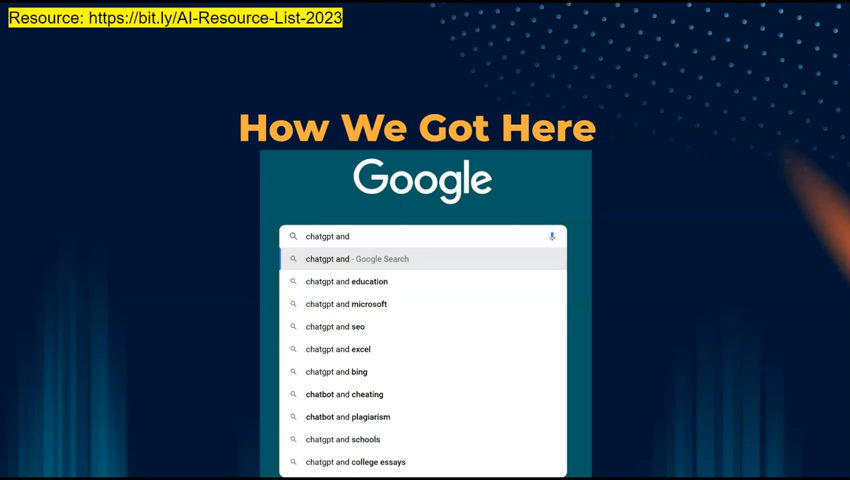 Resource: https://bit.ly/AI-Resource-List-2023
How We Got Here
Google
chatgpt and
chatgpt and - Google Search
chatgpt and education
chatgpt and microsoft
chatgpt and seo
chatgpt and excel
chatgpt and bing
chatbot and cheating
chatbot and plagiarism
chatgpt and schools
chatgpt and college essays